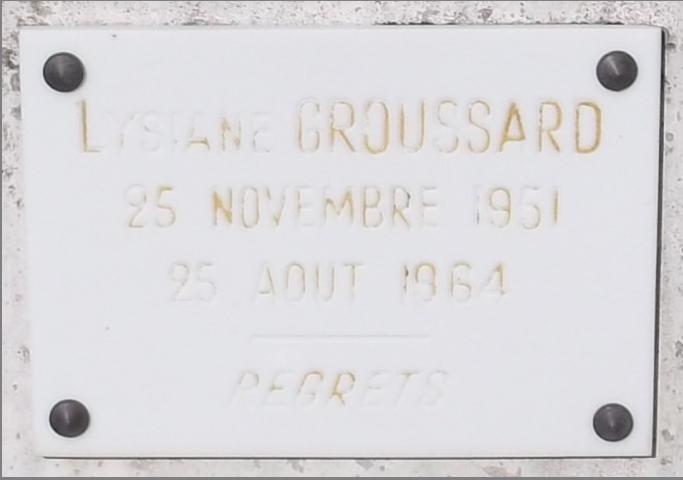 LYSIANE GROUSSARD
25 NOVEMBRE 1951
25 AOUT 1964
REGRETS